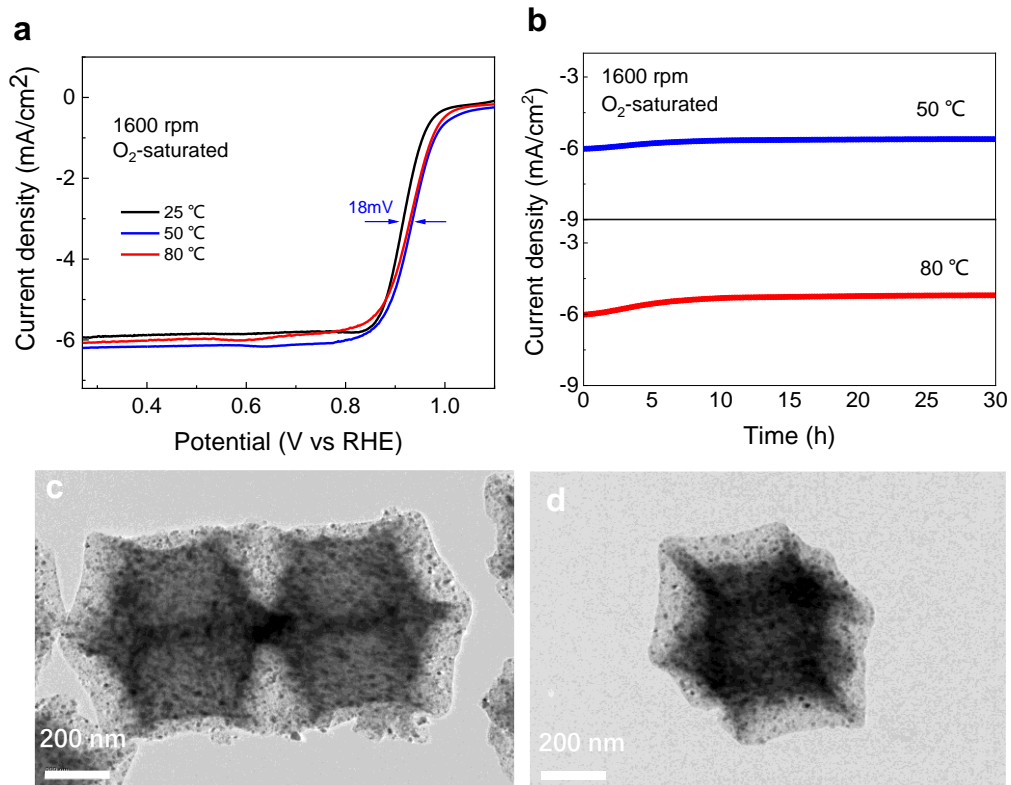 a
Current density (mA/cm2)
0
-2
-4
-6
1600 rpm
O2-saturated
25 ℃
50 ℃
80 ℃
18mV
0.4
0.6
0.8
1.0
Potential (V vs RHE)
b
Current density (mA/cm2)
-3
-6
-9
1600 rpm
O2-saturated
50 ℃
-3
-6
-9
80 ℃
0
5
10
15
20
25
30
Time (h)
c
200 nm
d
200 nm